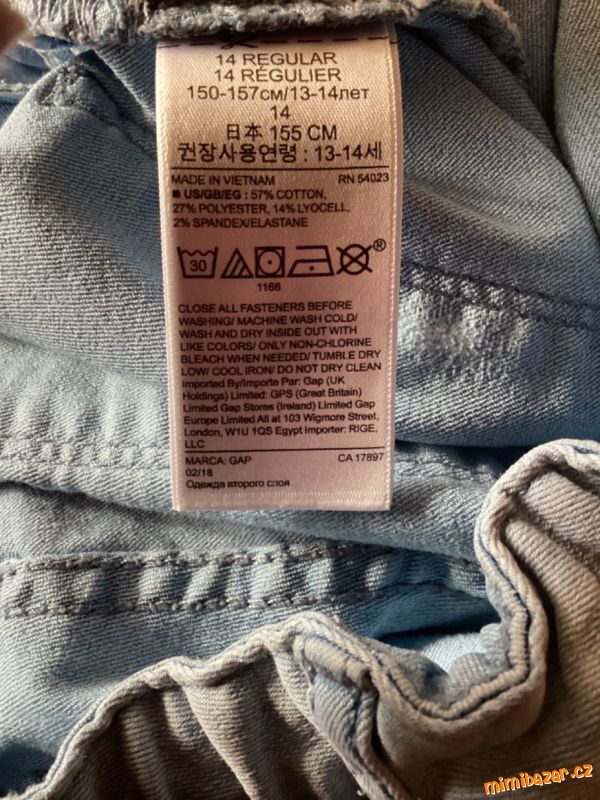 14 REGULAR
14 RÉGULIER
150-157см/13-14лет
14
日本 155 CM
권장사용연령 : 13-14세
MADE IN VIETNAM RN 54023
■ US/GB/EG : 57% COTTON,
27% POLYESTER, 14% LYOCELL,
2% SPANDEX/ELASTANE
30
®
1166
CLOSE ALL FASTENERS BEFORE
WASHING/ MACHINE WASH COLD/
WASH AND DRY INSIDE OUT WITH
LIKE COLORS/ ONLY NON-CHLORINE
BLEACH WHEN NEEDED/ TUMBLE DRY
LOW/ COOL IRON/ DO NOT DRY CLEAN
Imported By/Importe Par: Gap (UK
Holdings) Limited: GPS (Great Britain)
Limited Gap Stores (Ireland) Limited Gap
Europe Limited All at 103 Wigmore Street,
London, W1U 1QS Egypt Importer: RIGE,
LLC
MARCA: GAP CA 17897
02/18
Одежда второго слоя
mimibazar.cz